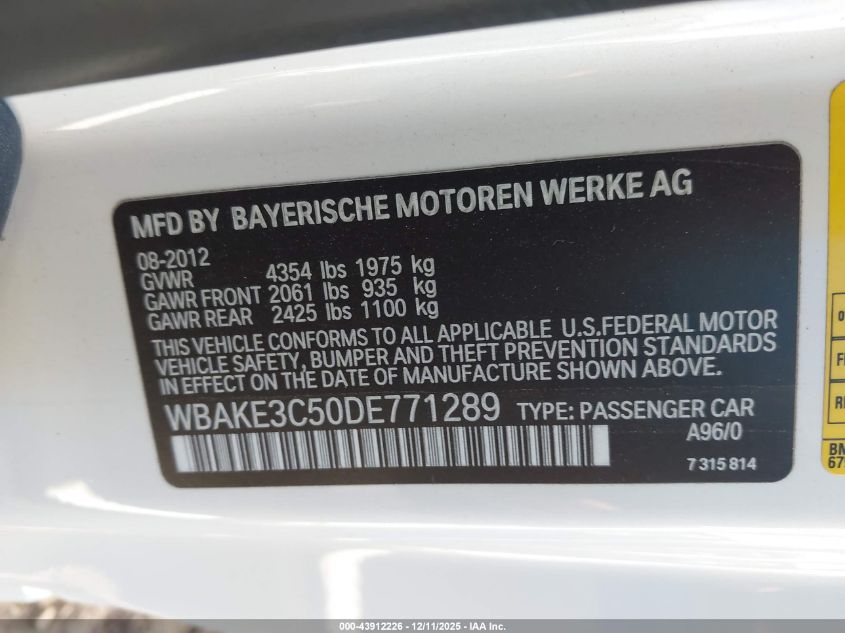 MFD BY BAYERISCHE MOTOREN WERKE AG
08-2012
GVWR 4354 lbs 1975 kg
GAWR FRONT 2061 lbs 935 kg
GAWR REAR 2425 lbs 1100 kg
THIS VEHICLE CONFORMS TO ALL APPLICABLE U.S.FEDERAL MOTOR
VEHICLE SAFETY, BUMPER AND THEFT PREVENTION STANDARDS
IN EFFECT ON THE DATE OF MANUFACTURE SHOWN ABOVE.
WBAKE3C50DE771289 TYPE: PASSENGER CAR
A96/0
7 315 814
BM
67
000-43912226 - 12/11/2025 - IAA Inc.